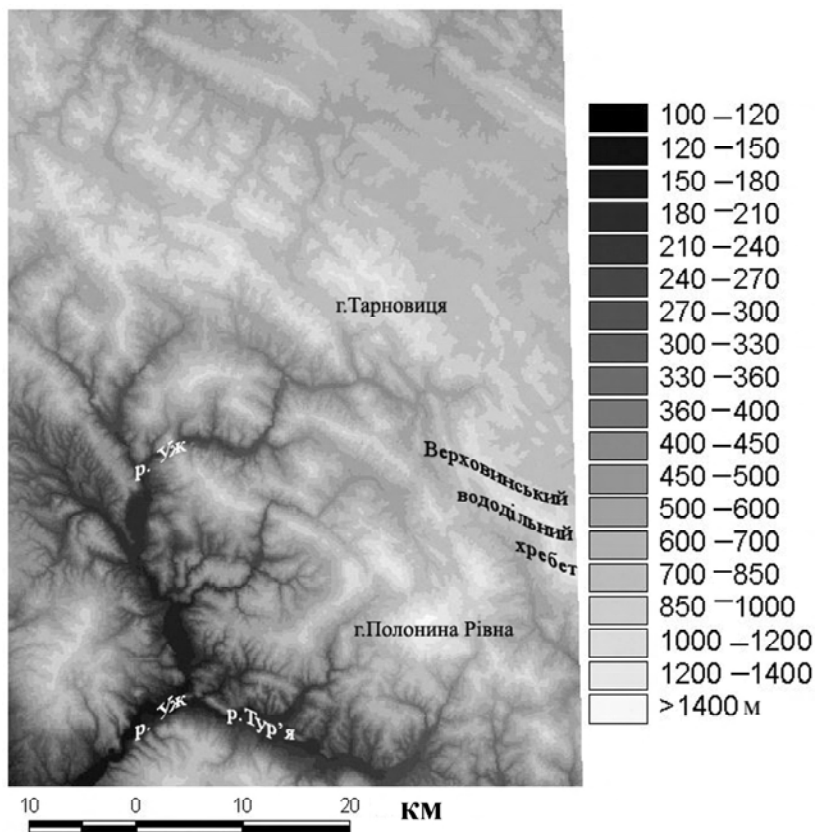 г.Тарновиця
р. Уж
Верховинський
вододільний
хребет
г.Полонина Рівна
р. Уж
р.Тур’я
100 –120
120 –150
150 –180
180 –210
210 –240
240 –270
270 –300
300 –330
330 –360
360 –400
400 –450
450 –500
500 –600
600 –700
700 –850
850 –1000
1000 –1200
1200 –1400
>1400 м
10 0 10 20 км